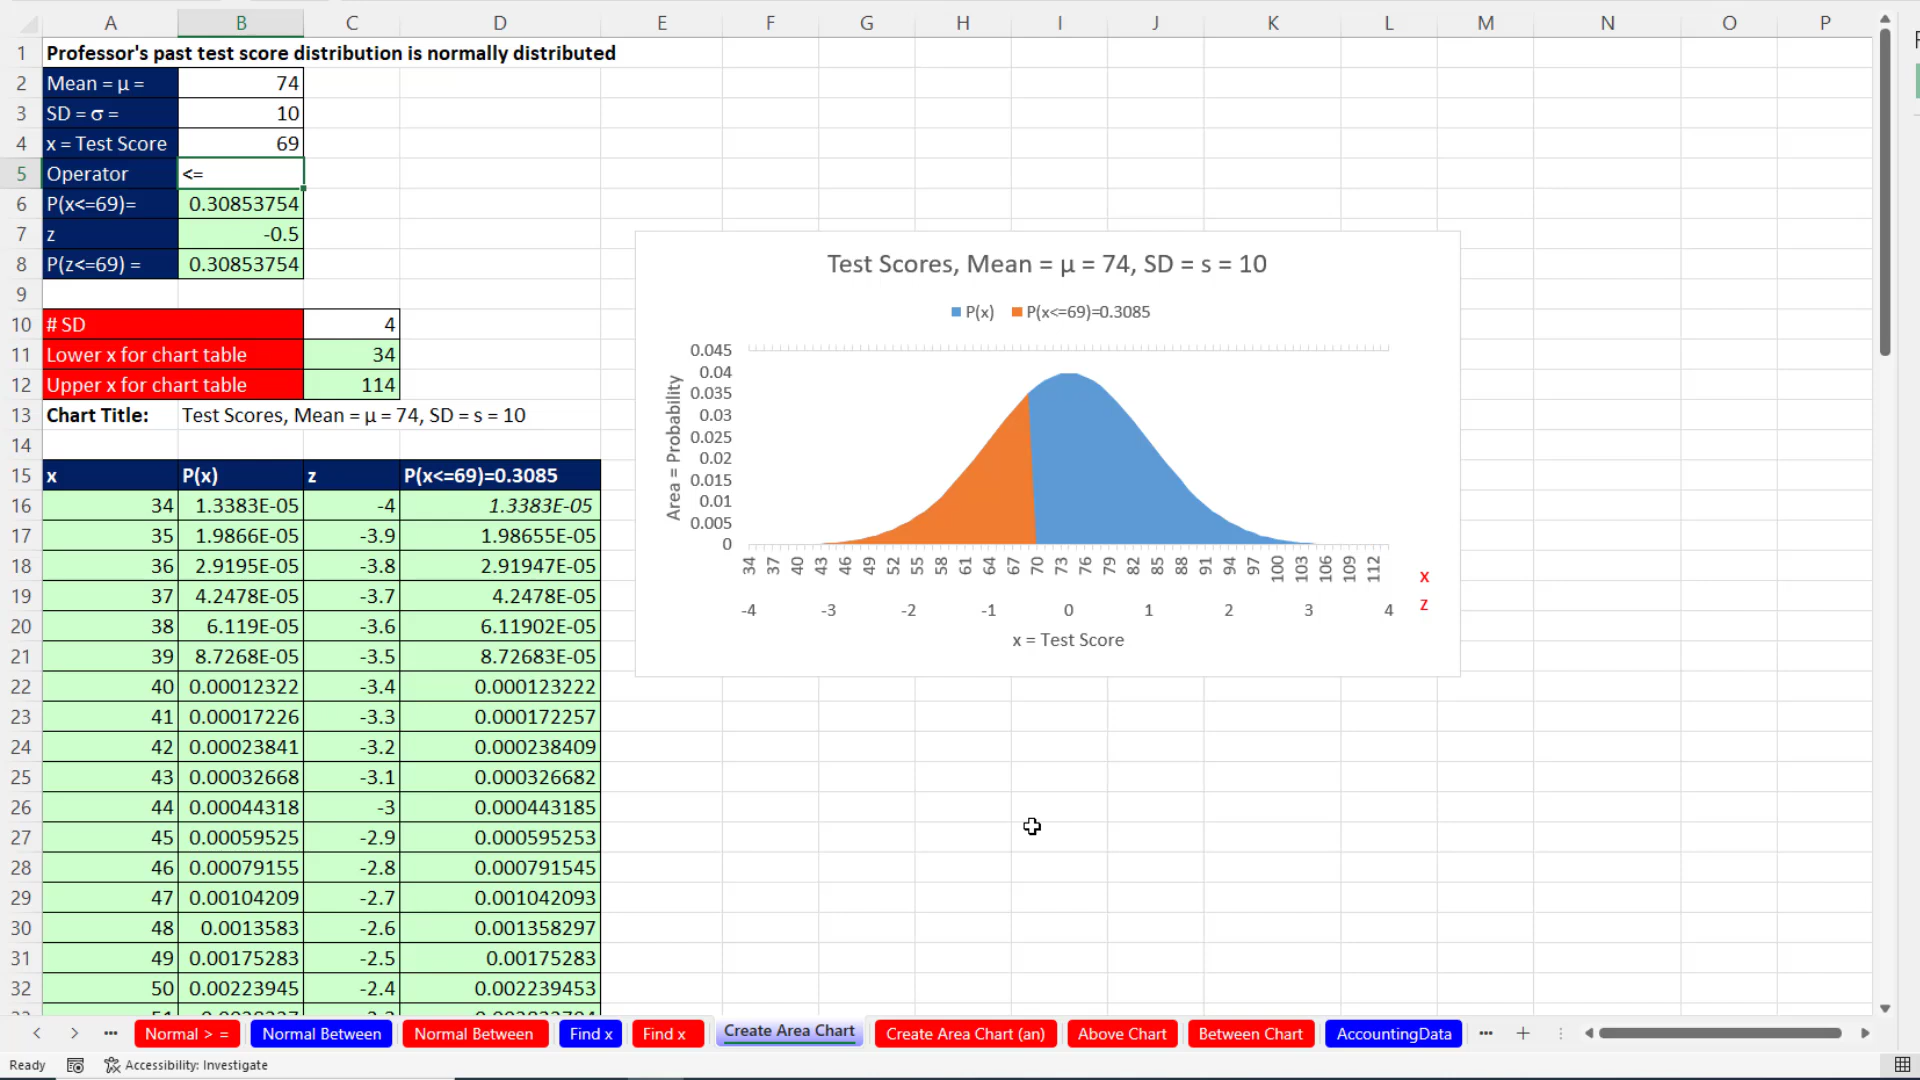 A B C D E F G H I J K L M N O P
1 Professor's past test score distribution is normally distributed
2 Mean = μ = 74
3 SD = σ = 10
4 x = Test Score 69
5 Operator <=
6 P(x<=69)= 0.30853754
7 z -0.5
8 P(z<=69) = 0.30853754
9
10 # SD 4
11 Lower x for chart table 34
12 Upper x for chart table 114
13 Chart Title: Test Scores, Mean = μ = 74, SD = s = 10
14
15 x P(x) z P(x<=69)=0.3085
16 34 1.3383E-05 -4 1.3383E-05
17 35 1.9866E-05 -3.9 1.98655E-05
18 36 2.9195E-05 -3.8 2.91947E-05
19 37 4.2478E-05 -3.7 4.2478E-05
20 38 6.119E-05 -3.6 6.11902E-05
21 39 8.7268E-05 -3.5 8.72683E-05
22 40 0.00012322 -3.4 0.000123222
23 41 0.00017226 -3.3 0.000172257
24 42 0.00023841 -3.2 0.000238409
25 43 0.00032668 -3.1 0.000326682
26 44 0.00044318 -3 0.000443185
27 45 0.00059525 -2.9 0.000595253
28 46 0.00079155 -2.8 0.000791545
29 47 0.00104209 -2.7 0.001042093
30 48 0.0013583 -2.6 0.001358297
31 49 0.00175283 -2.5 0.00175283
32 50 0.00223945 -2.4 0.002239453
Test Scores, Mean = μ = 74, SD = s = 10
P(x) P(x<=69)=0.3085
Area = Probability
0.045
0.04
0.035
0.03
0.025
0.02
0.015
0.01
0.005
0
34 37 40 43 46 49 52 55 58 61 64 67 70 73 76 79 82 85 88 91 94 97 100 103 106 109 112 x
-4 -3 -2 -1 0 1 2 3 4 z
x = Test Score
Normal > = Normal Between Normal Between Find x Find x Create Area Chart Create Area Chart (an) Above Chart Between Chart AccountingData
Ready Accessibility: Investigate